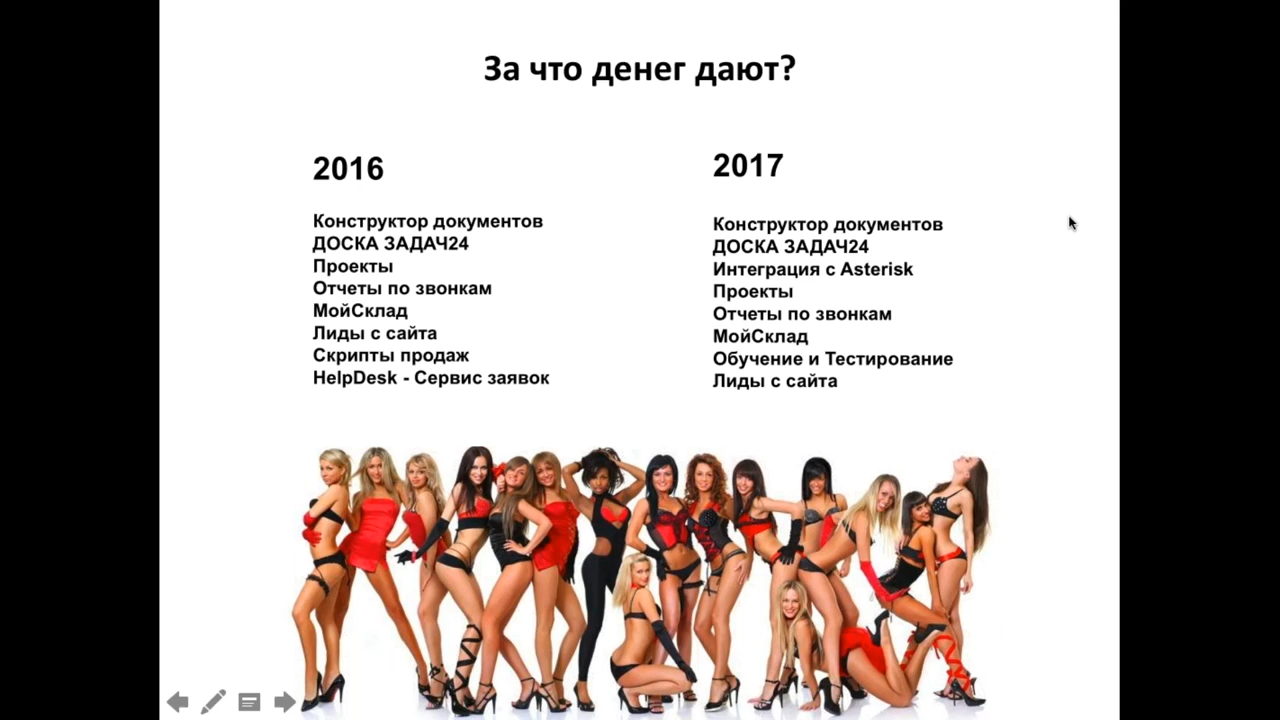 За что денег дают?
2016
Конструктор документов
ДОСКА ЗАДАЧ24
Проекты
Отчеты по звонкам
МойСклад
Лиды с сайта
Скрипты продаж
HelpDesk - Сервис заявок
2017
Конструктор документов
ДОСКА ЗАДАЧ24
Интеграция с Asterisk
Проекты
Отчеты по звонкам
МойСклад
Обучение и Тестирование
Лиды с сайта